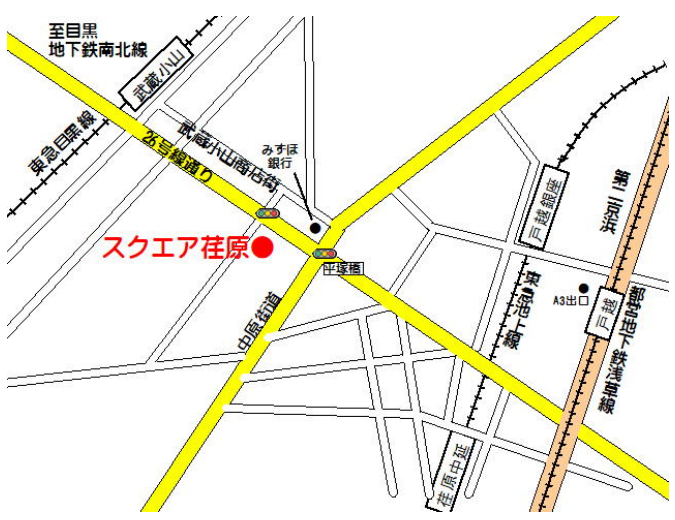 至目黒
地下鉄南北線
武蔵小山
東急目黒線
26号線通り
武蔵小山商店街
みずほ
銀行
スクエア荏原
平塚橋
中原街道
戸越銀座
第二京浜
東急池上線
A3出口
戸越
都営地下鉄浅草線
荏原中延